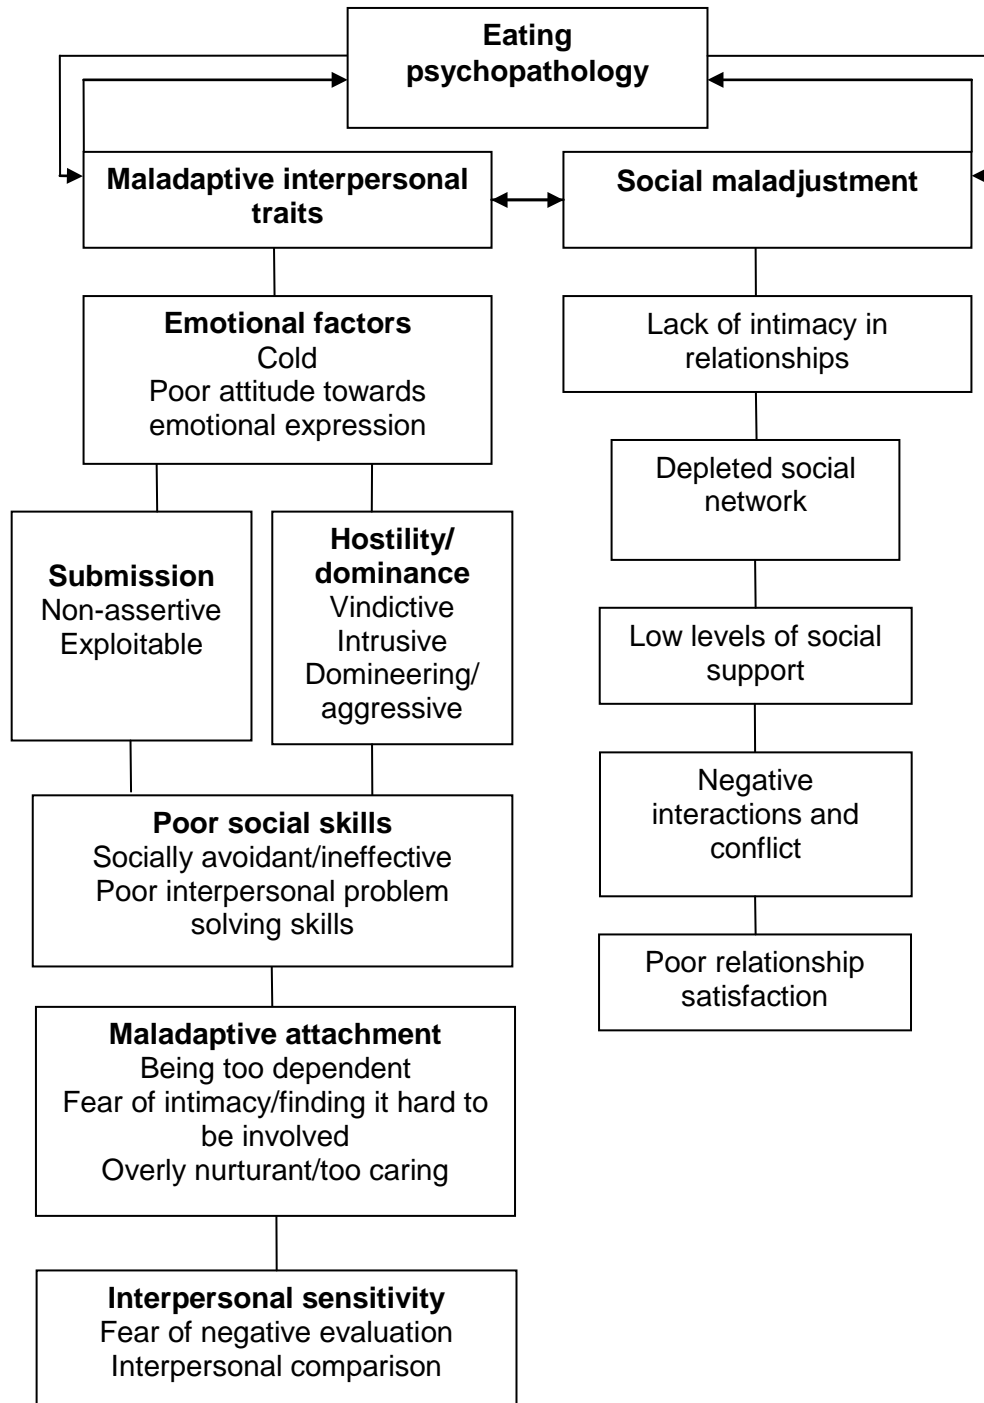 Eating
psychopathology
Maladaptive interpersonal
traits
Social maladjustment
Emotional factors
Cold
Poor attitude towards
emotional expression
Submission
Non-assertive
Exploitable
Hostility/
dominance
Vindictive
Intrusive
Domineering/
aggressive
Poor social skills
Socially avoidant/ineffective
Poor interpersonal problem
solving skills
Maladaptive attachment
Being too dependent
Fear of intimacy/finding it hard to
be involved
Overly nurturant/too caring
Interpersonal sensitivity
Fear of negative evaluation
Interpersonal comparison
Lack of intimacy in
relationships
Depleted social
network
Low levels of social
support
Negative
interactions and
conflict
Poor relationship
satisfaction